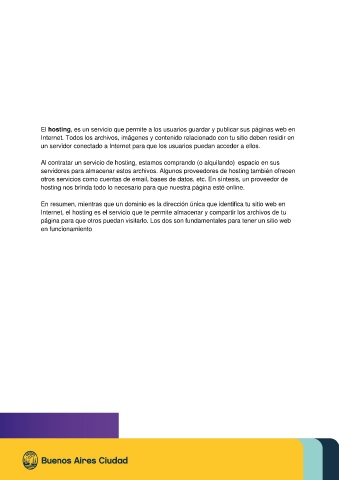 El hosting, es un servicio que permite a los usuarios guardar y publicar sus páginas web en
Internet. Todos los archivos, imágenes y contenido relacionado con tu sitio deben residir en
un servidor conectado a Internet para que los usuarios puedan acceder a ellos.
Al contratar un servicio de hosting, estamos comprando (o alquilando) espacio en sus
servidores para almacenar estos archivos. Algunos proveedores de hosting también ofrecen
otros servicios como cuentas de email, bases de datos, etc. En síntesis, un proveedor de
hosting nos brinda todo lo necesario para que nuestra página esté online.
En resumen, mientras que un dominio es la dirección única que identifica tu sitio web en
Internet, el hosting es el servicio que te permite almacenar y compartir los archivos de tu
página para que otros puedan visitarlo. Los dos son fundamentales para tener un sitio web
en funcionamiento
Buenos Aires Ciudad